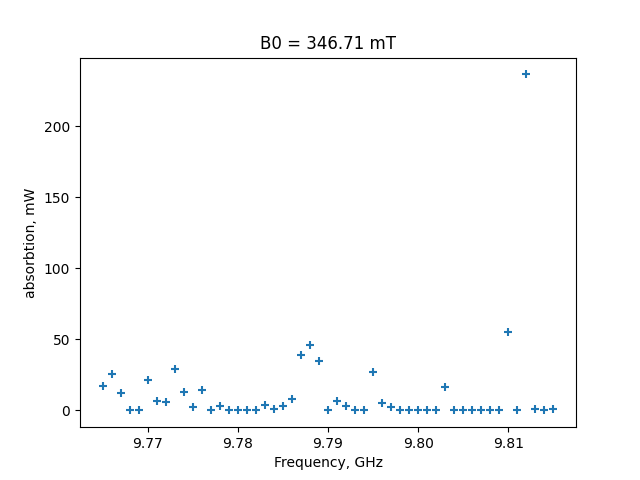 B0 = 346.71 mT
absorbtion, mW
200
150
100
50
0
9.77 9.78 9.79 9.80 9.81
Frequency, GHz